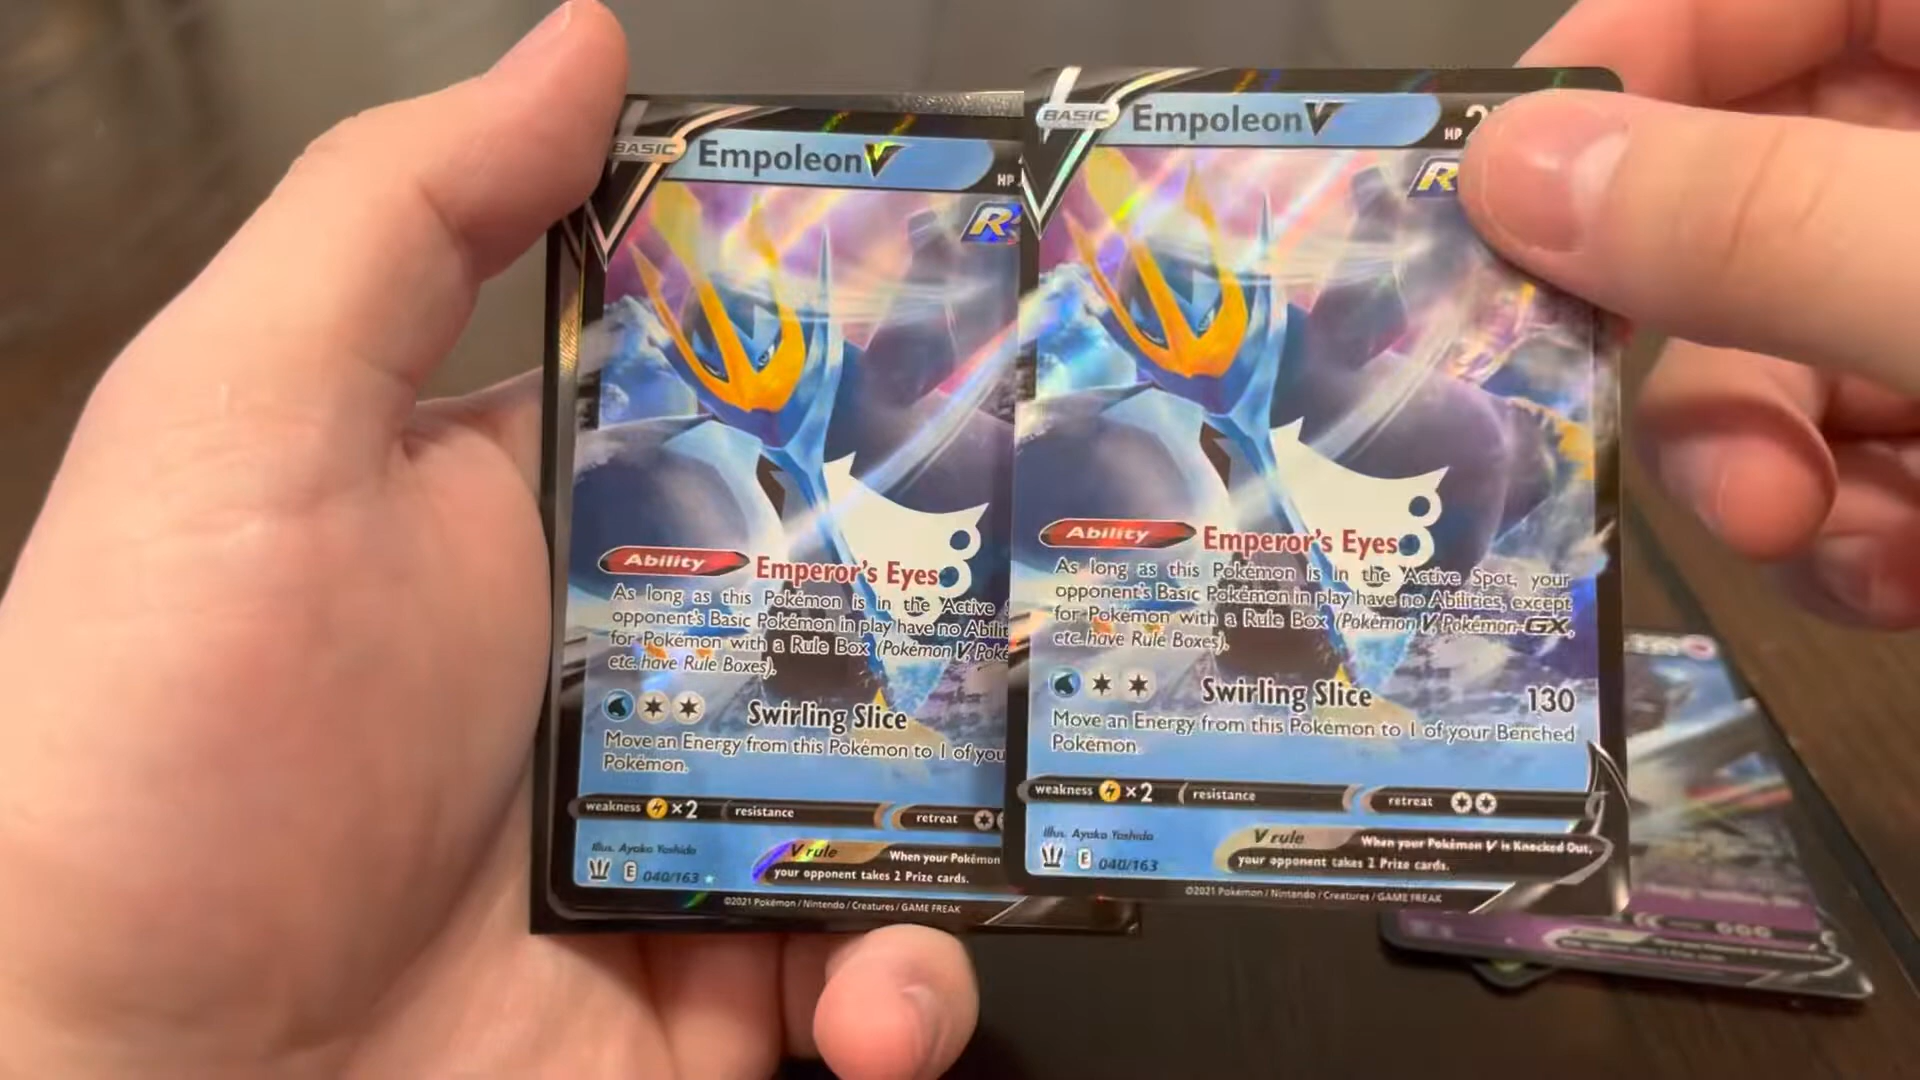 BASIC EmpoleonV HP
R
Ability Emperor's Eyes
As long as this Pokémon is in the Active
opponent's Basic Pokémon in play have no Abilit
for Pokémon with a Rule Box (Pokémon V, Poké
etc. have Rule Boxes).
Swirling Slice
Move an Energy from this Pokémon to 1 of you
Pokémon.
weakness ×2 resistance retreat
Illus. Ayaka Yoshida
E 040/163 ★
V rule When your Pokémon
your opponent takes 2 Prize cards.
©2021 Pokémon / Nintendo / Creatures / GAME FREAK
BASIC EmpoleonV HP 2
R
Ability Emperor's Eyes
As long as this Pokémon is in the Active Spot, your
opponent's Basic Pokémon in play have no Abilities, except
for Pokémon with a Rule Box (Pokémon V, Pokémon-GX,
etc. have Rule Boxes).
Swirling Slice 130
Move an Energy from this Pokémon to 1 of your Benched
Pokémon.
weakness ×2 resistance retreat
Illus. Ayaka Yoshida
E 040/163
V rule When your Pokémon V is Knocked Out,
your opponent takes 2 Prize cards.
©2021 Pokémon / Nintendo / Creatures / GAME FREAK